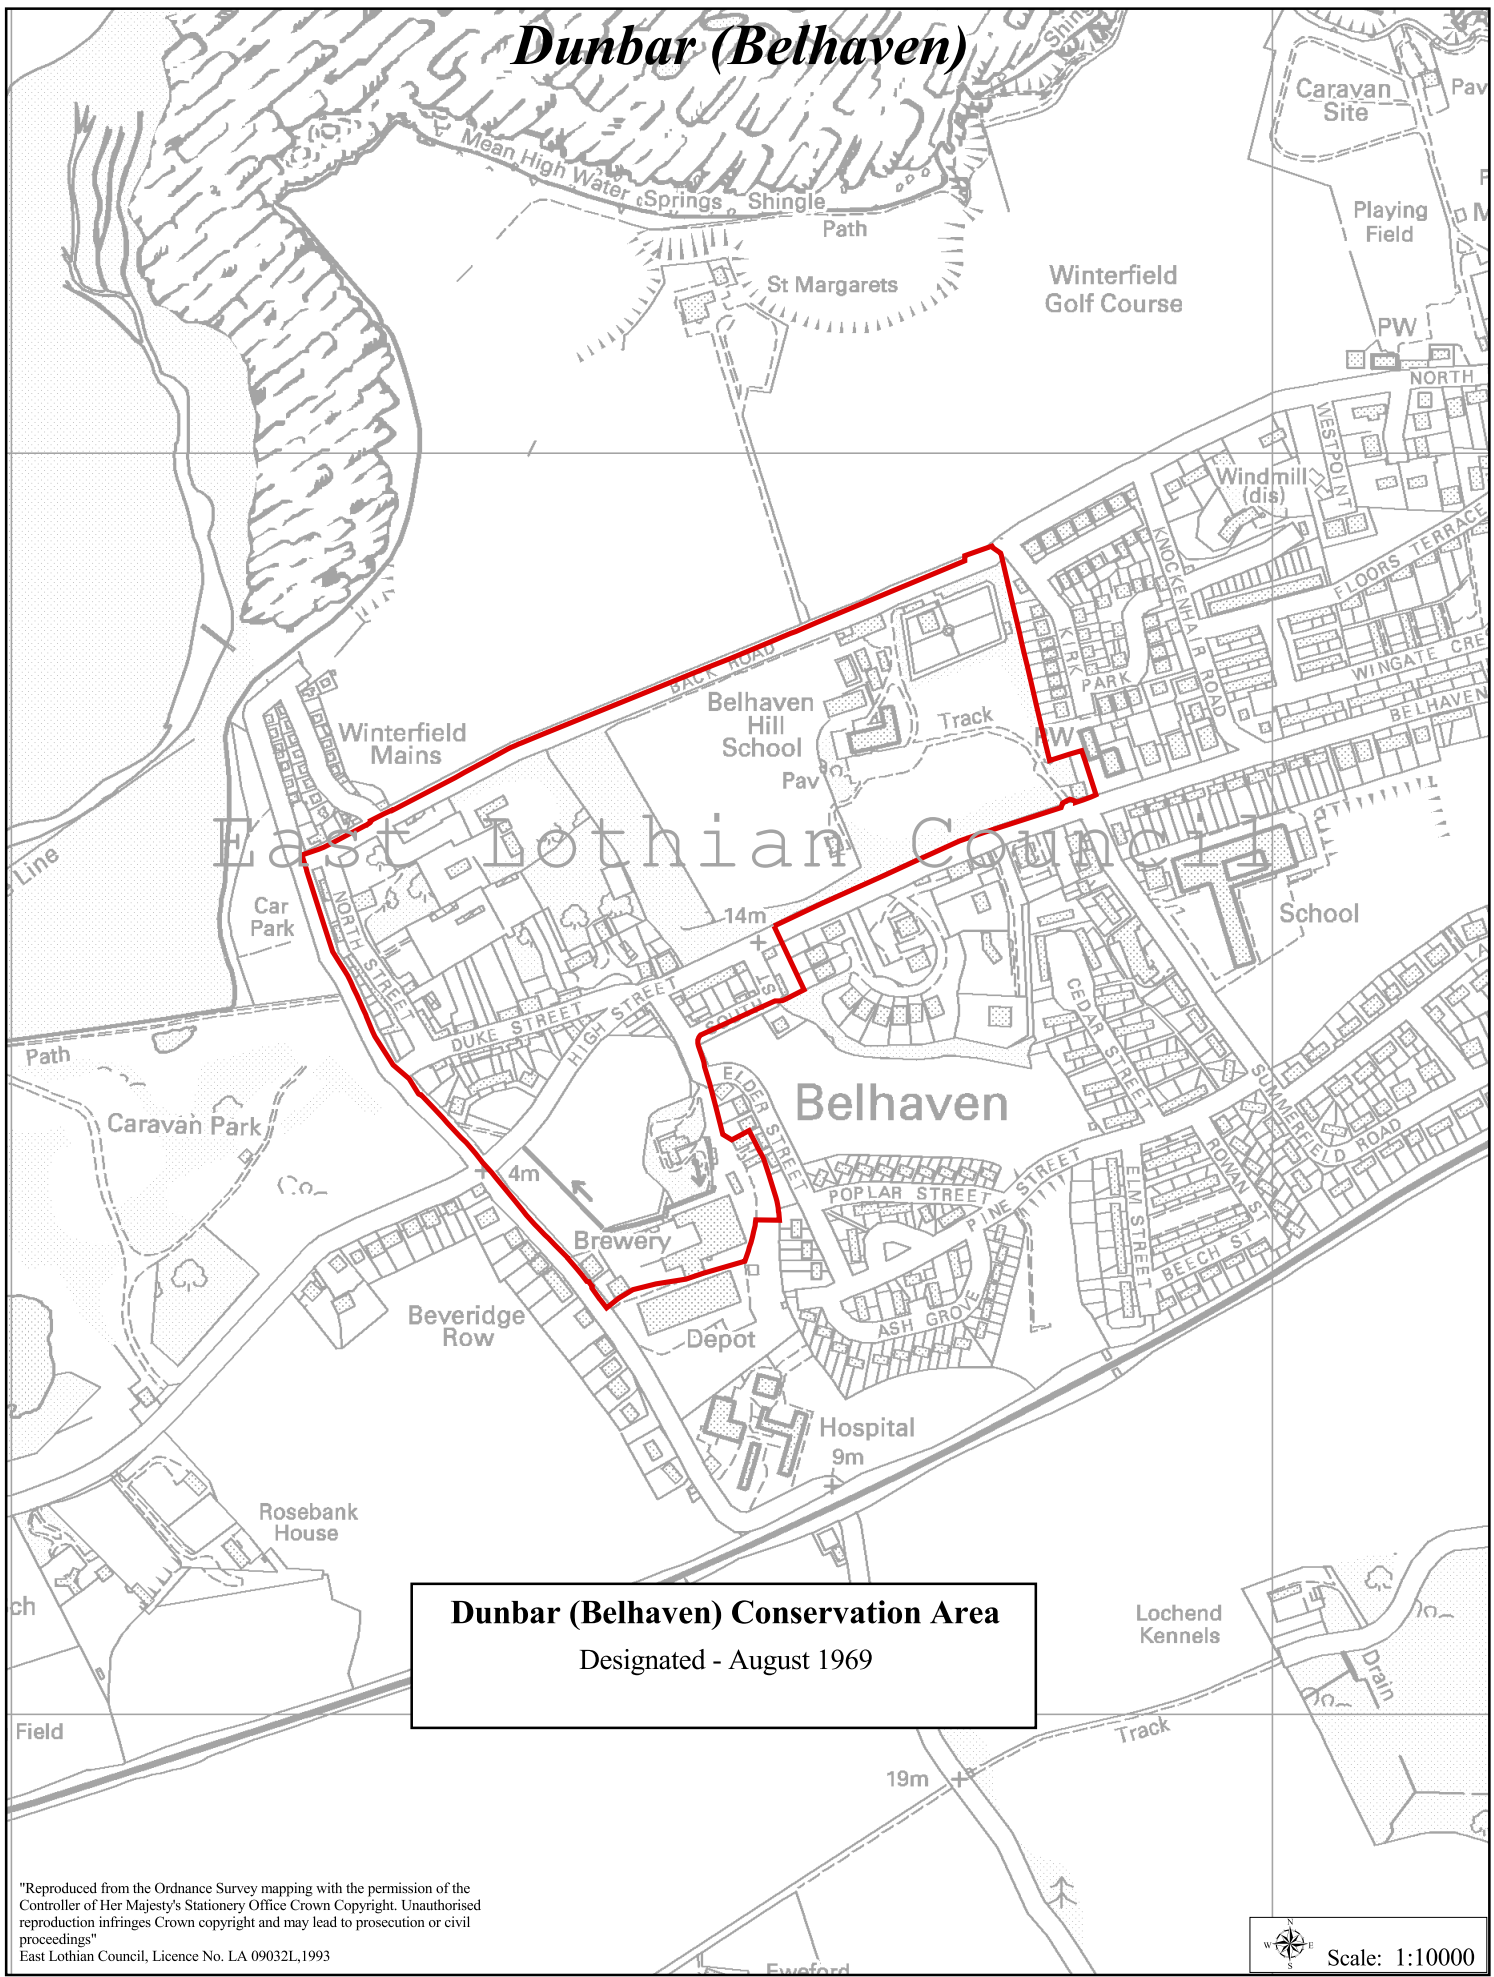 Dunbar (Belhaven)
Shing
Caravan
Site
Pav
Mean High Water Springs
Shingle
Path
Playing
Field
St Margarets
Winterfield
Golf Course
PW
NORTH
WESTPOINT
Windmill
(dis)
FLOORS TERRACE
KNOCKENHAIR ROAD
WINGATE CRE
BELHAVEN
KIRK
PARK
BACK ROAD
Belhaven
Hill
School
Track
PW
Pav
Winterfield
Mains
East Lothian Council
Line
Car
Park
NORTH STREET
14m
School
LA
SOUTH ST
DUKE STREET
HIGH STREET
CEDAR STREET
Path
Caravan Park
ELDER STREET
Belhaven
SUMMERFIELD ROAD
ROWAN ST
4m
POPLAR STREET
PINE STREET
ELM STREET
BEECH ST
Brewery
Beveridge
Row
ASH GROVE
Depot
Hospital
9m
Rosebank
House
ch
Dunbar (Belhaven) Conservation Area
Designated - August 1969
Lochend
Kennels
Drain
Field
Track
19m
"Reproduced from the Ordnance Survey mapping with the permission of the
Controller of Her Majesty's Stationery Office Crown Copyright. Unauthorised
reproduction infringes Crown copyright and may lead to prosecution or civil
proceedings"
East Lothian Council, Licence No. LA 09032L,1993
Eweford
N
W E
S
Scale: 1:10000